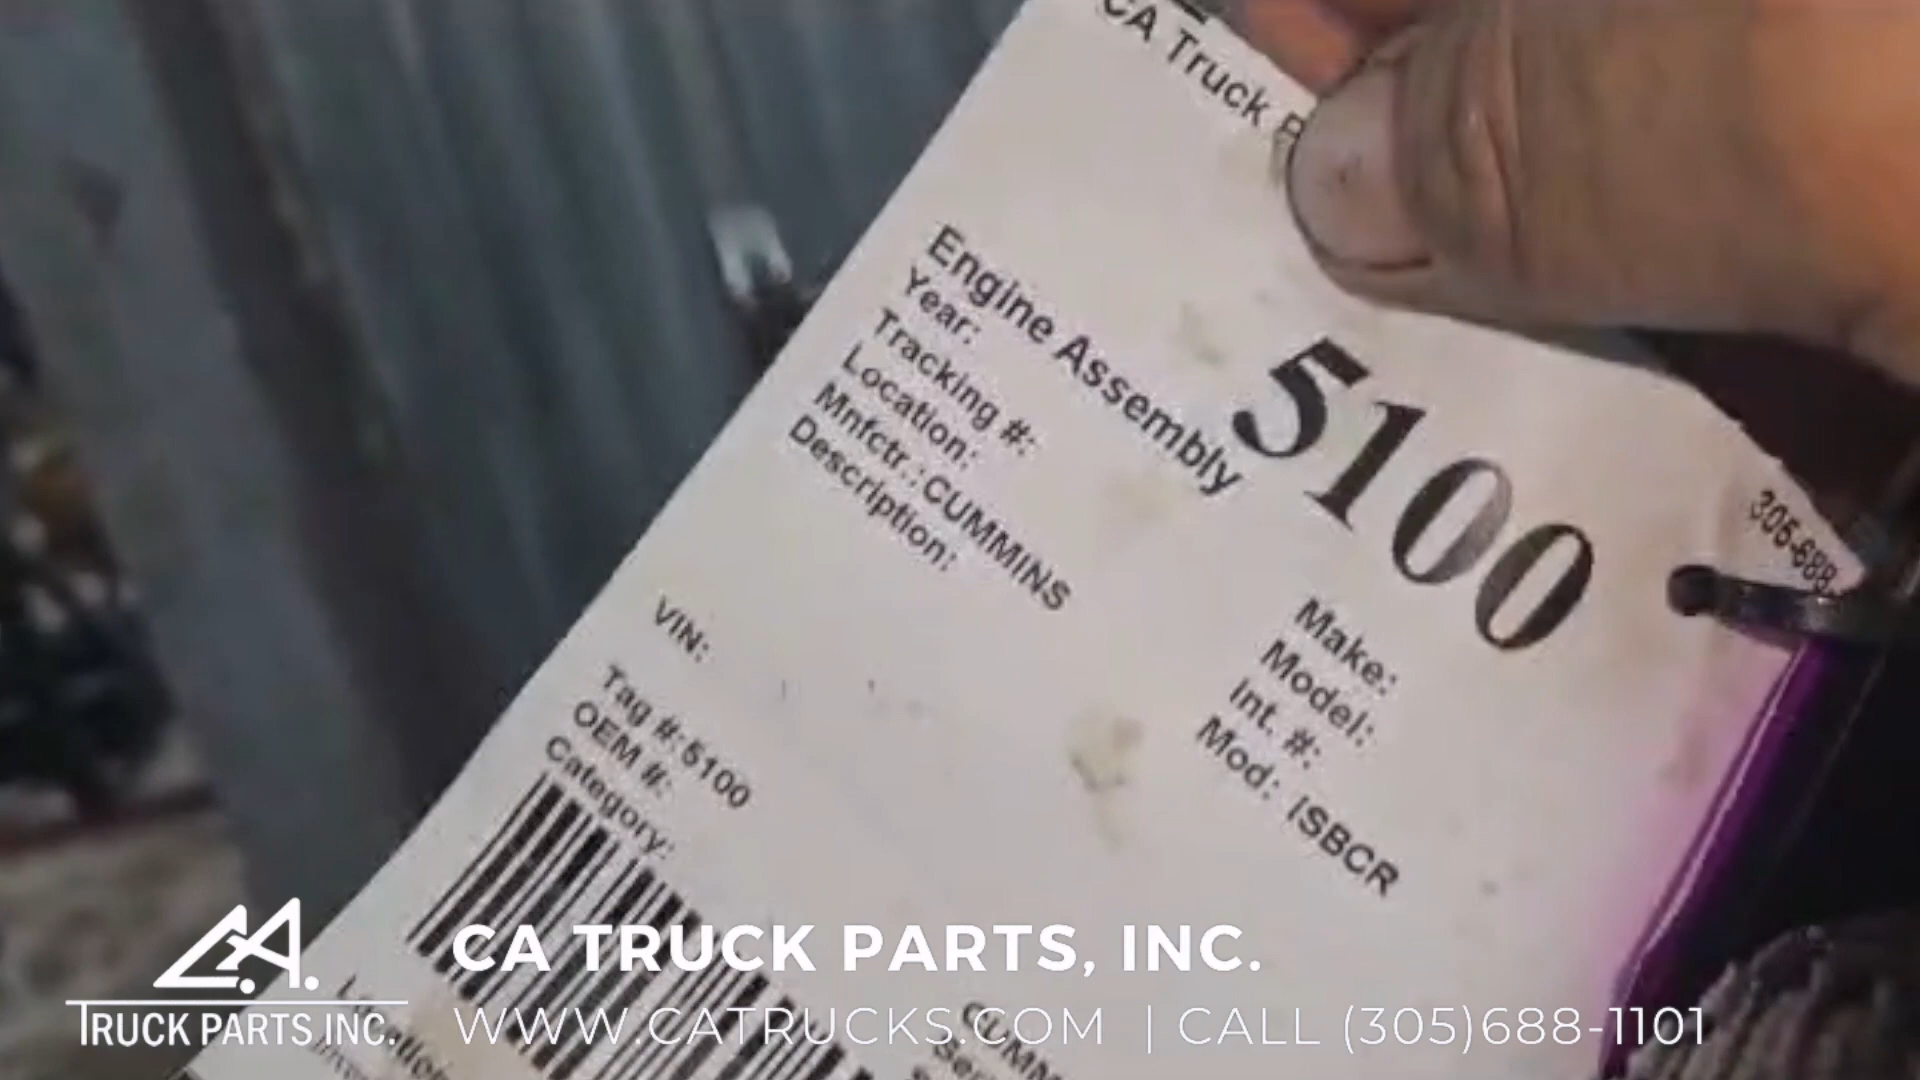 CA Truck
Engine Assembly
5100
Year:
Tracking #:
Location:
Mnfctr.:CUMMINS
Description:
305-688-
Make:
Model:
Int. #:
Mod: ISBCR
VIN:
Tag #:5100
OEM #:
Category:
Location
C.A.
TRUCK PARTS INC.
CA TRUCK PARTS, INC.
WWW.CATRUCKS.COM | CALL (305)688-1101